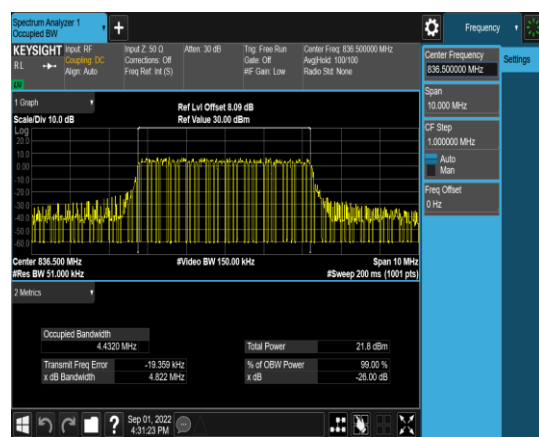 Spectrum Analyzer 1
Occupied BW
Frequency
KEYSIGHT
Input: RF
Coupling: DC
Align: Auto
Input Z: 50 Ω
Corrections: Off
Freq Ref: Int (S)
Atten: 30 dB
Trig: Free Run
Gate: Off
#IF Gain: Low
Center Freq: 836.500000 MHz
Avg|Hold: 100/100
Radio Std: None
R L
Center Frequency
836.500000 MHz
Settings
Span
10.000 MHz
CF Step
1.000000 MHz
Auto
Man
Freq Offset
0 Hz
1 Graph
Scale/Div 10.0 dB
Ref Lvl Offset 8.09 dB
Ref Value 30.00 dBm
Log
20.0
10.0
0.00
-10.0
-20.0
-30.0
-40.0
-50.0
-60.0
Center 836.500 MHz
#Video BW 150.00 kHz
Span 10 MHz
#Res BW 51.000 kHz
#Sweep 200 ms (1001 pts)
2 Metrics
Occupied Bandwidth
4.4320 MHz
Total Power 21.8 dBm
Transmit Freq Error -19.359 kHz
% of OBW Power 99.00 %
x dB Bandwidth 4.822 MHz
x dB -26.00 dB
Sep 01, 2022
4:31:23 PM